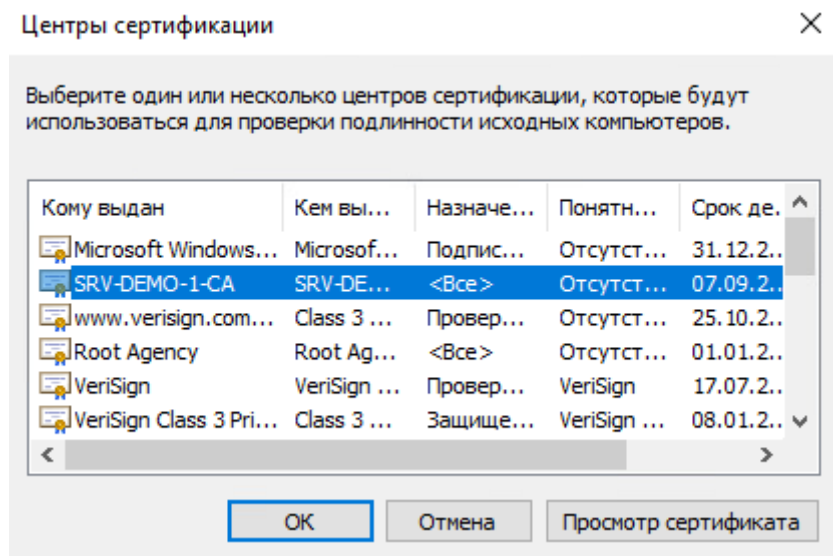 Центры сертификации
Выберите один или несколько центров сертификации, которые будут
использоваться для проверки подлинности исходных компьютеров.
Кому выдан Кем вы... Назначе... Понятн... Срок де.
Microsoft Windows... Microsof... Подпис... Отсутст... 31.12.2..
SRV-DEMO-1-CA SRV-DE... <Все> Отсутст... 07.09.2..
www.verisign.com... Class 3 ... Провер... Отсутст... 25.10.2..
Root Agency Root Ag... <Все> Отсутст... 01.01.2..
VeriSign VeriSign ... Провер... VeriSign 17.07.2..
VeriSign Class 3 Pri... Class 3 ... Защище... VeriSign ... 08.01.2..
OK Отмена Просмотр сертификата